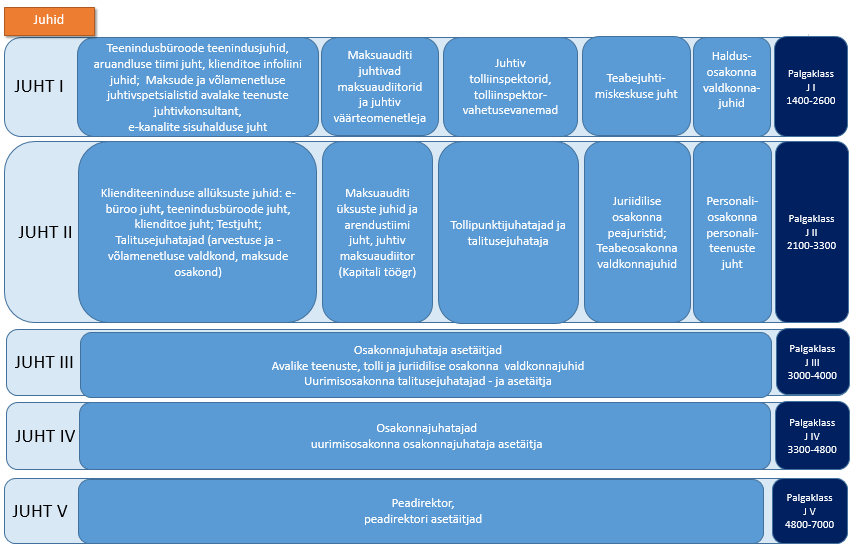 Juhid
JUHT I
Teenindusbüroode teenindusjuhid,
aruandluse tiimi juht, klienditoe infoliini
juhid; Maksude ja võlamenetluse
juhtivspetsialistid avalake teenuste
juhtivkonsultant,
e-kanalite sisuhalduse juht
Maksuauditi
juhtivad
maksuaudiitorid
ja juhtiv
väärteomenetleja
Juhtiv
tolliinspektorid,
tolliinspektor-
vahetusevanemad
Teabejuhti-
miskeskuse juht
Haldus-
osakonna
valdkonna-
juhid
Palgaklass
J I
1400-2600
JUHT II
Klienditeeninduse allüksuste juhid: e-
büroo juht, teenindusbüroode juht,
klienditoe juht; Testjuht;
Talitusejuhatajad (arvestuse ja -
võlamenetluse valdkond, maksude
osakond)
Maksuauditi
üksuste juhid ja
arendustiimi
juht, juhtiv
maksuaudiitor
(Kapitali töögr)
Tollipunktijuhatajad ja
talitusejuhataja
Juriidilise
osakonna
peajuristid;
Teabeosakonna
valdkonnajuhid
Personali-
osakonna
personali-
teenuste
juht
Palgaklass
J II
2100-3300
JUHT III
Osakonnajuhataja asetäitjad
Avalike teenuste, tolli ja juriidilise osakonna valdkonnajuhid
Uurimisosakonna talitusejuhatajad - ja asetäitja
Palgaklass
J III
3000-4000
JUHT IV
Osakonnajuhatajad
uurimisosakonna osakonnajuhataja asetäitja
Palgaklass
J IV
3300-4800
JUHT V
Peadirektor,
peadirektori asetäitjad
Palgaklass
J V
4800-7000